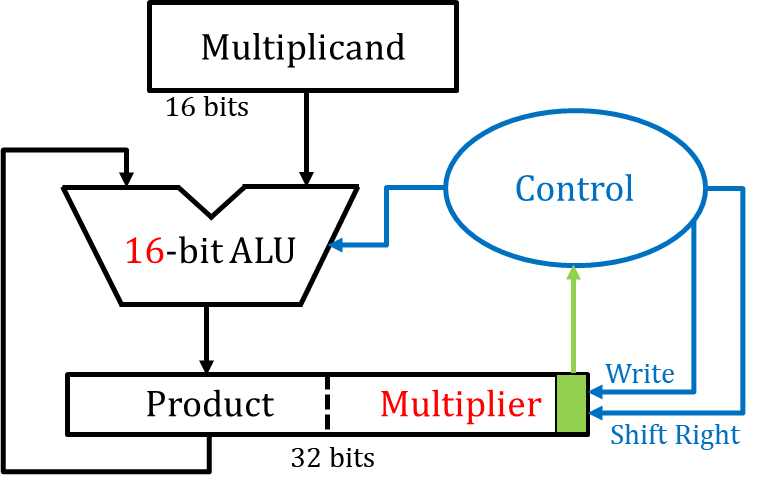 Multiplicand
16 bits
Control
16-bit ALU
Write
Product
Multiplier
Shift Right
32 bits